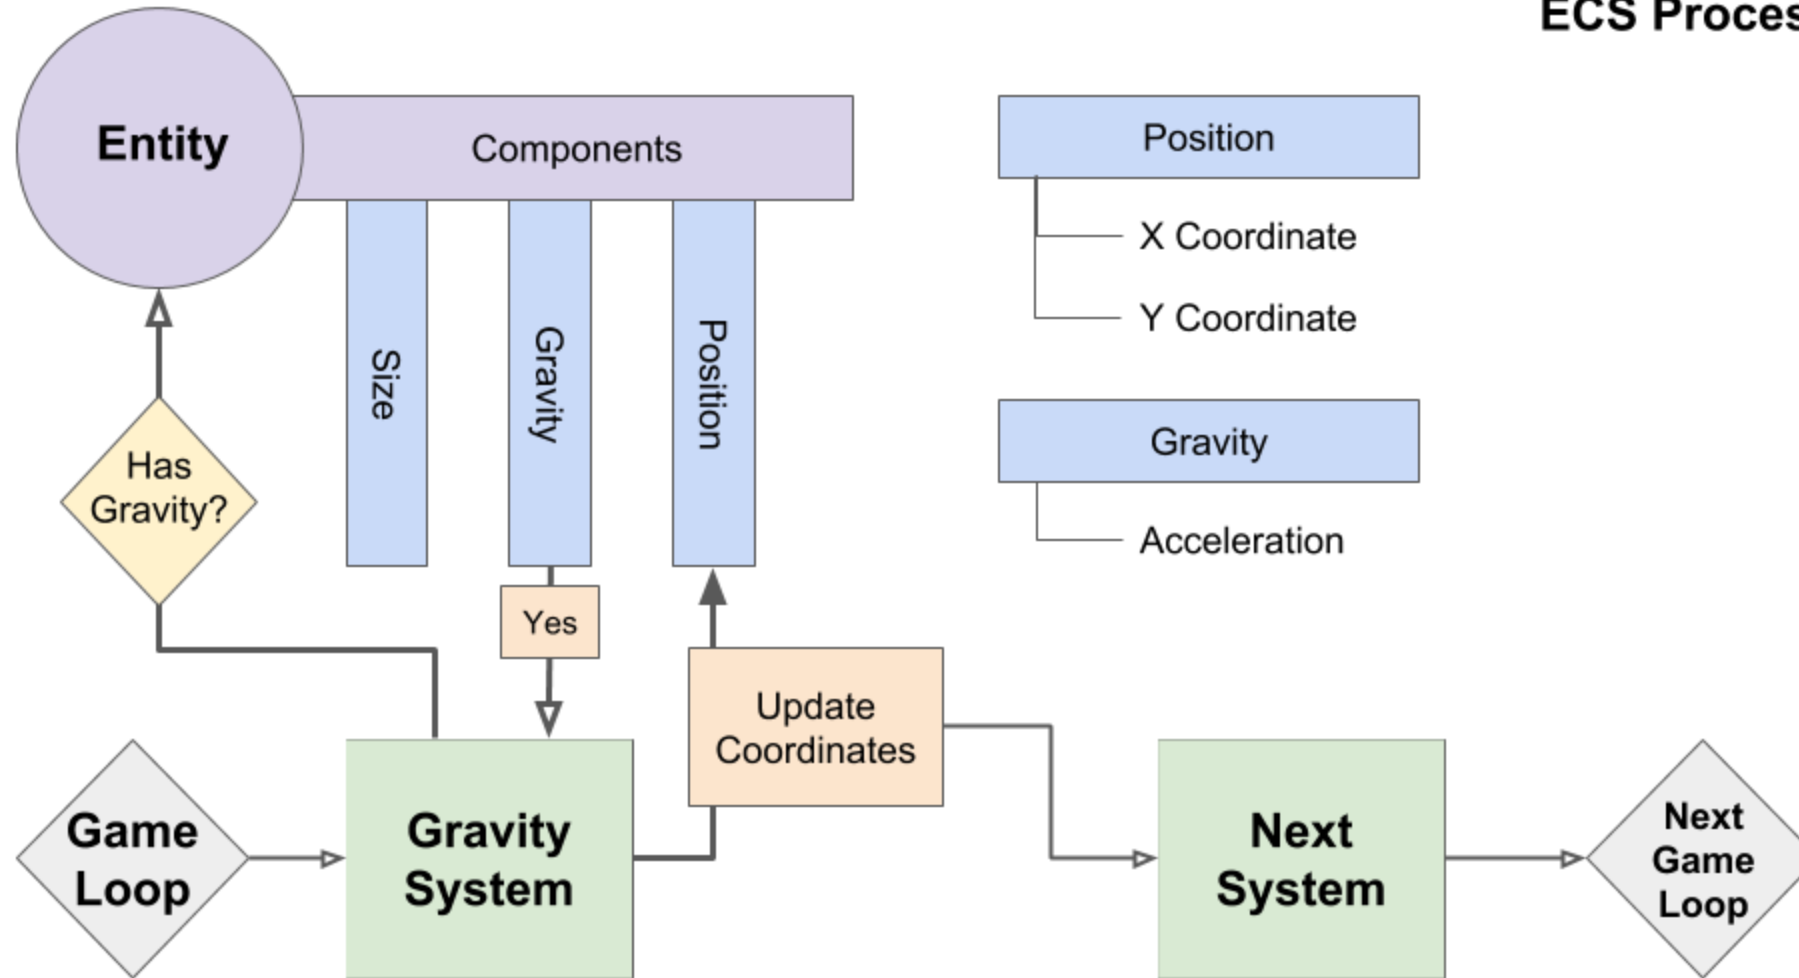 ECS Proces
Entity
Components
Position
X Coordinate
Y Coordinate
Size
Gravity
Position
Gravity
Acceleration
Has
Gravity?
Yes
Update
Coordinates
Game
Loop
Gravity
System
Next
System
Next
Game
Loop